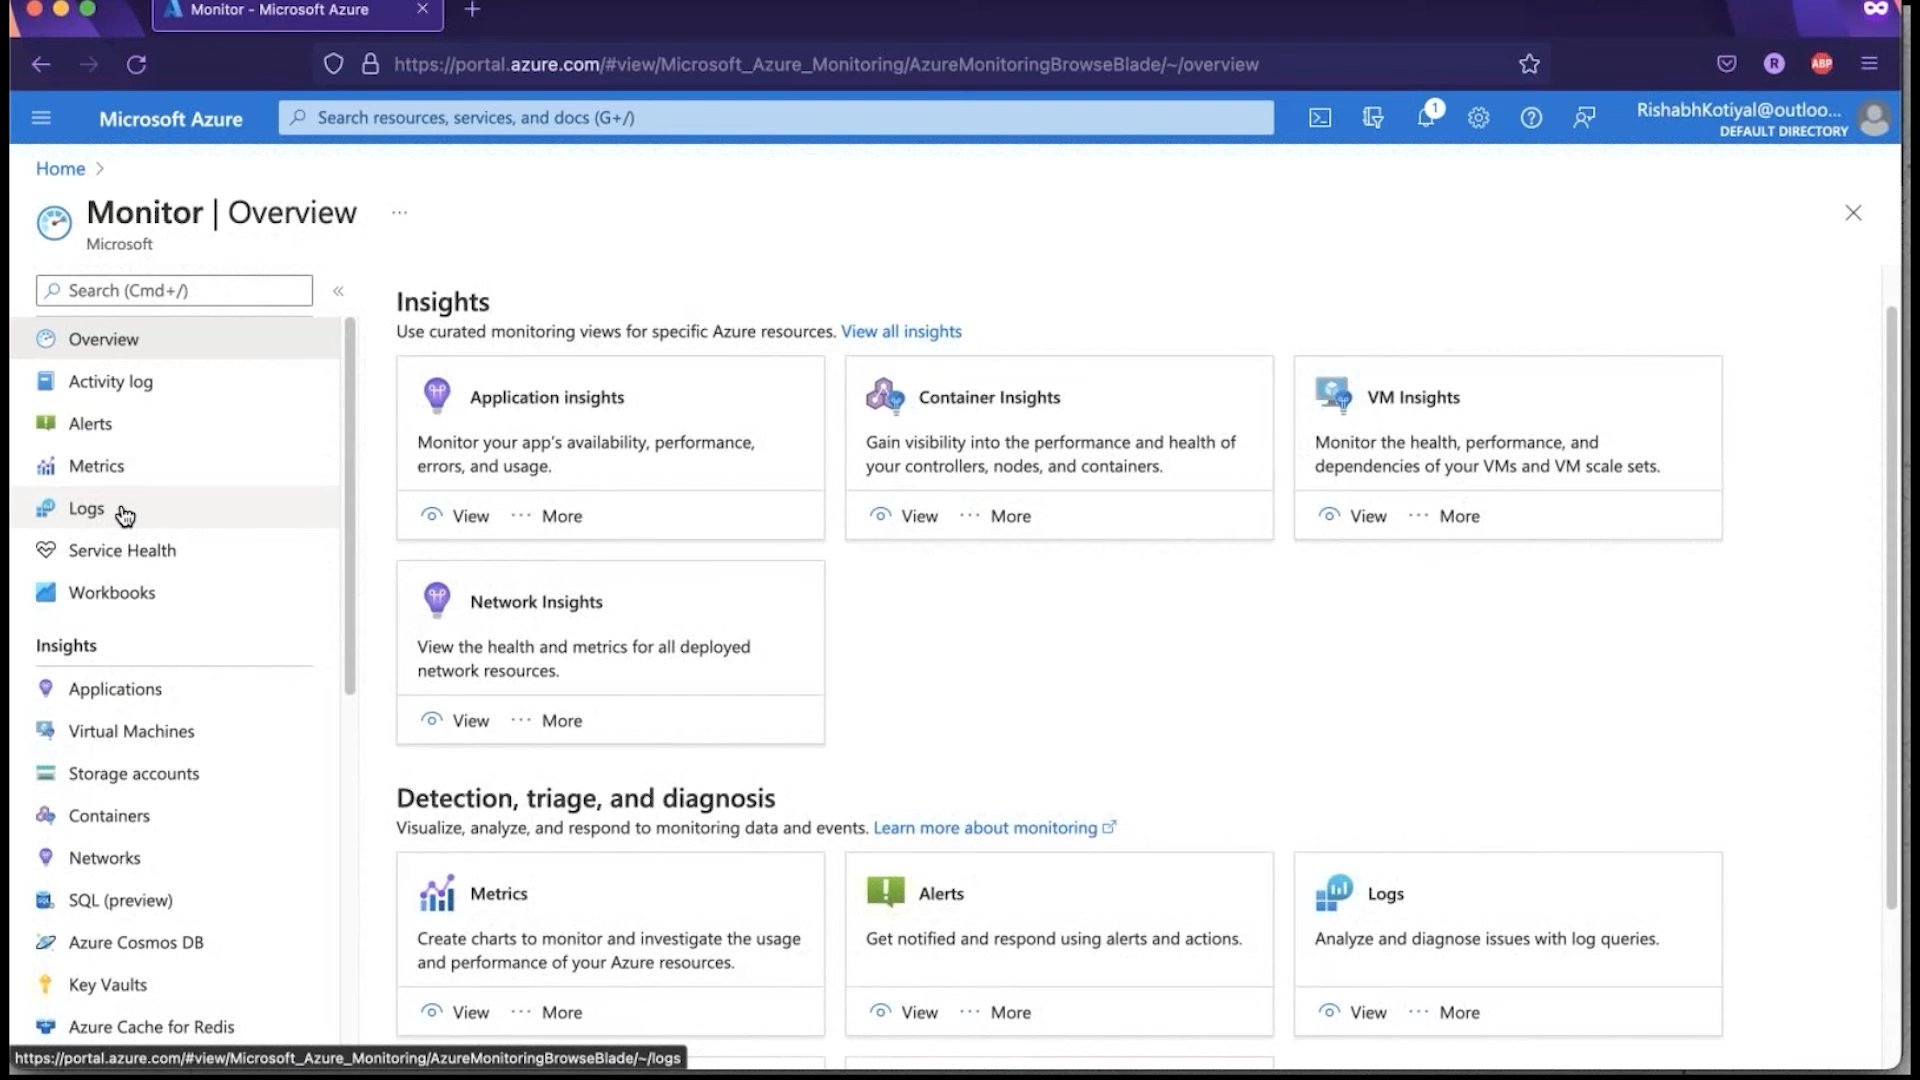 Monitor - Microsoft Azure
https://portal.azure.com/#view/Microsoft_Azure_Monitoring/AzureMonitoringBrowseBlade/~/overview
R
ABP
Microsoft Azure
Search resources, services, and docs (G+/)
1
RishabhKotiyal@outloo...
DEFAULT DIRECTORY
Home
Monitor | Overview
...
Microsoft
Search (Cmd+/)
«
Overview
Activity log
Alerts
Metrics
Logs
Service Health
Workbooks
Insights
Applications
Virtual Machines
Storage accounts
Containers
Networks
SQL (preview)
Azure Cosmos DB
Key Vaults
Azure Cache for Redis
Insights
Use curated monitoring views for specific Azure resources. View all insights
Application insights
Monitor your app's availability, performance,
errors, and usage.
View ... More
Container Insights
Gain visibility into the performance and health of
your controllers, nodes, and containers.
View ... More
VM Insights
Monitor the health, performance, and
dependencies of your VMs and VM scale sets.
View ... More
Network Insights
View the health and metrics for all deployed
network resources.
View ... More
Detection, triage, and diagnosis
Visualize, analyze, and respond to monitoring data and events. Learn more about monitoring
Metrics
Create charts to monitor and investigate the usage
and performance of your Azure resources.
View ... More
Alerts
Get notified and respond using alerts and actions.
View ... More
Logs
Analyze and diagnose issues with log queries.
View ... More
https://portal.azure.com/#view/Microsoft_Azure_Monitoring/AzureMonitoringBrowseBlade/~/logs